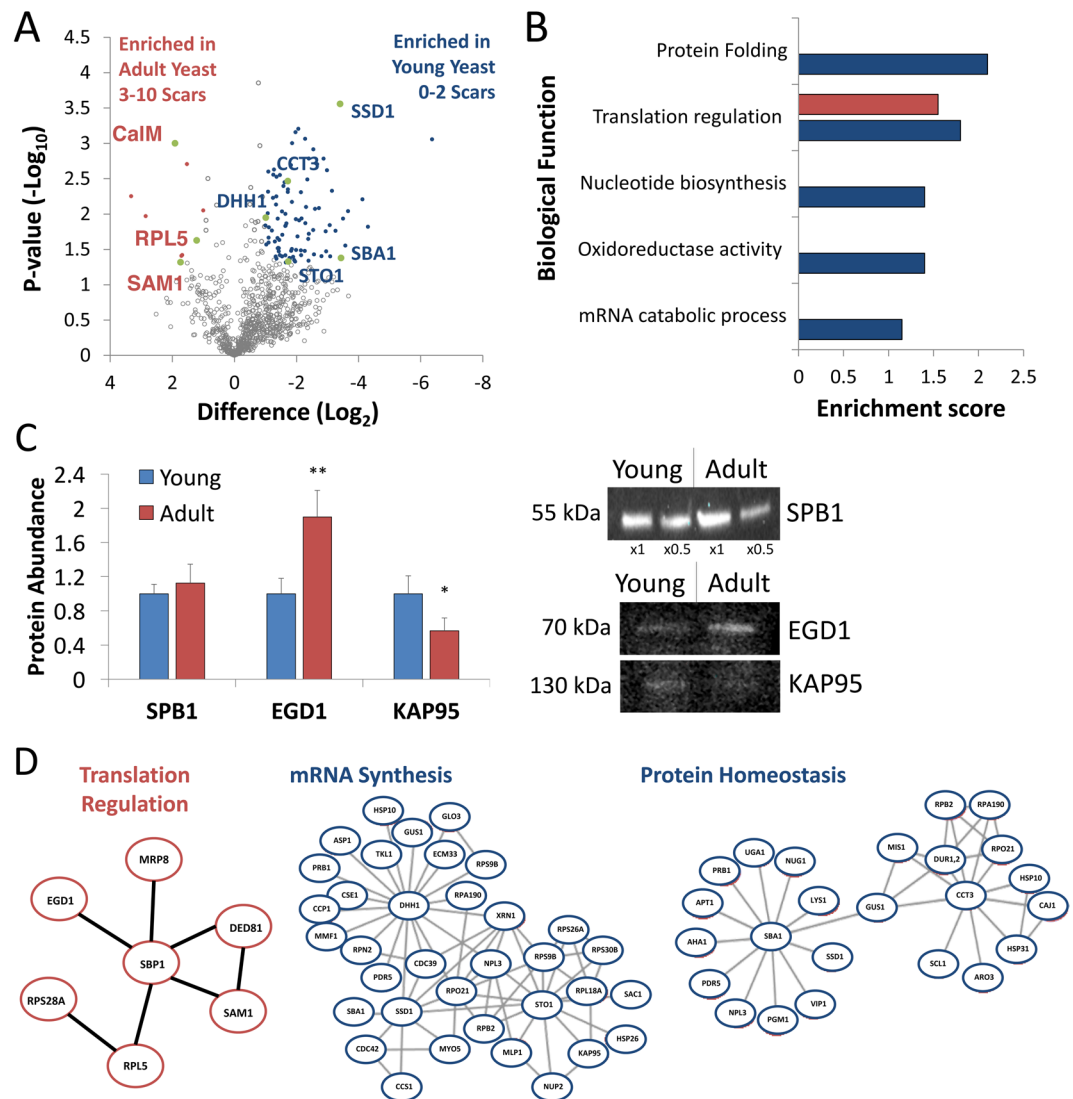 A
Enriched in
Adult Yeast
3-10 Scars
Enriched in
Young Yeast
0-2 Scars
P-value (-Log10)
4.5
4
3.5
3
2.5
2
1.5
1
0.5
0
CalM
RPL5
SAM1
SSD1
CCT3
DHH1
SBA1
STO1
4 2 0 -2 -4 -6 -8
Difference (Log2)
B
Biological Function
Protein Folding
Translation regulation
Nucleotide biosynthesis
Oxidoreductase activity
mRNA catabolic process
0 0.5 1 1.5 2 2.5
Enrichment score
C
Protein Abundance
2.4
2
1.6
1.2
0.8
0.4
0
Young
Adult
**
*
SPB1 EGD1 KAP95
Young Adult
55 kDa SPB1
x1 x0.5 x1 x0.5
Young Adult
70 kDa EGD1
130 kDa KAP95
D
Translation
Regulation
MRP8
EGD1
DED81
SBP1
RPS28A
SAM1
RPL5
mRNA Synthesis
HSP10
GLO3
GUS1
ASP1
TKL1
ECM33
RPS9B
PRB1
CSE1
RPA190
DHH1
CCP1
XRN1
MMF1
RPS26A
RPN2
RPS30B
CDC39
NPL3
RPS9B
PDR5
RPO21
RPL18A
SAC1
SBA1
SSD1
STO1
RPB2
HSP26
CDC42
MYO5
MLP1
KAP95
CCS1
NUP2
Protein Homeostasis
RPB2
RPA190
UGA1
NUG1
MIS1
DUR1,2
RPO21
PRB1
HSP10
LYS1
CCT3
APT1
GUS1
CAJ1
SBA1
AHA1
HSP31
SSD1
SCL1
ARO3
PDR5
VIP1
NPL3
PGM1